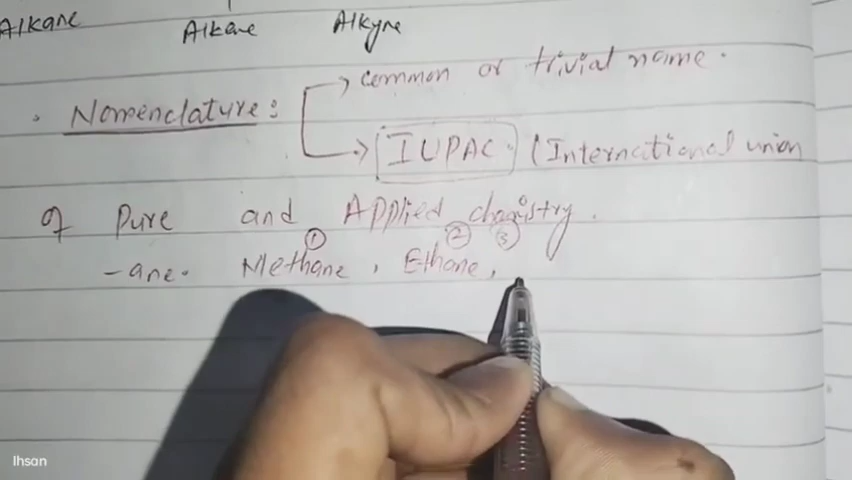 Alkane Alkane Alkyne
• Nomenclature: → common or trivial name.
→ IUPAC. (International union
of Pure and Applied chemistry.
① ② ③
-ane. Methane, Ethane,
Ihsan